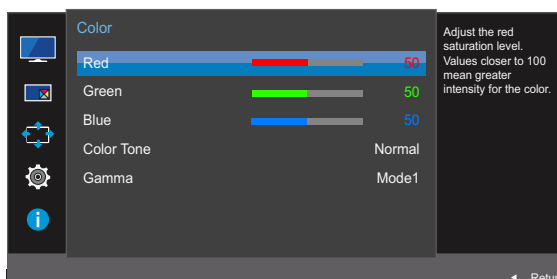 Color
Adjust the red
saturation level.
Values closer to 100
mean greater
intensity for the color.
Red 50
Green 50
Blue 50
Color Tone Normal
Gamma Mode1